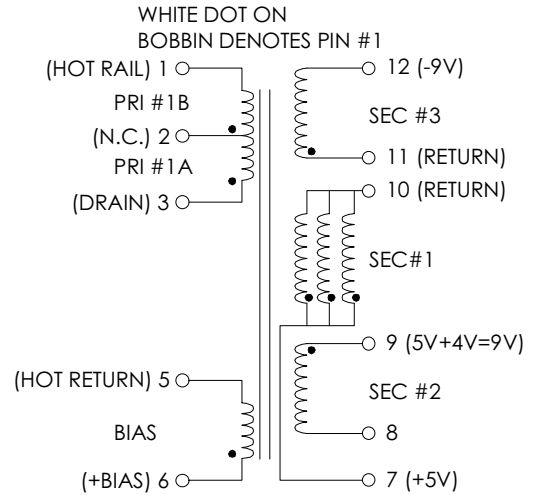 WHITE DOT ON
BOBBIN DENOTES PIN #1
(HOT RAIL) 1
PRI #1B
(N.C.) 2
PRI #1A
(DRAIN) 3
(HOT RETURN) 5
BIAS
(+BIAS) 6
12 (-9V)
SEC #3
11 (RETURN)
10 (RETURN)
SEC#1
9 (5V+4V=9V)
SEC #2
8
7 (+5V)